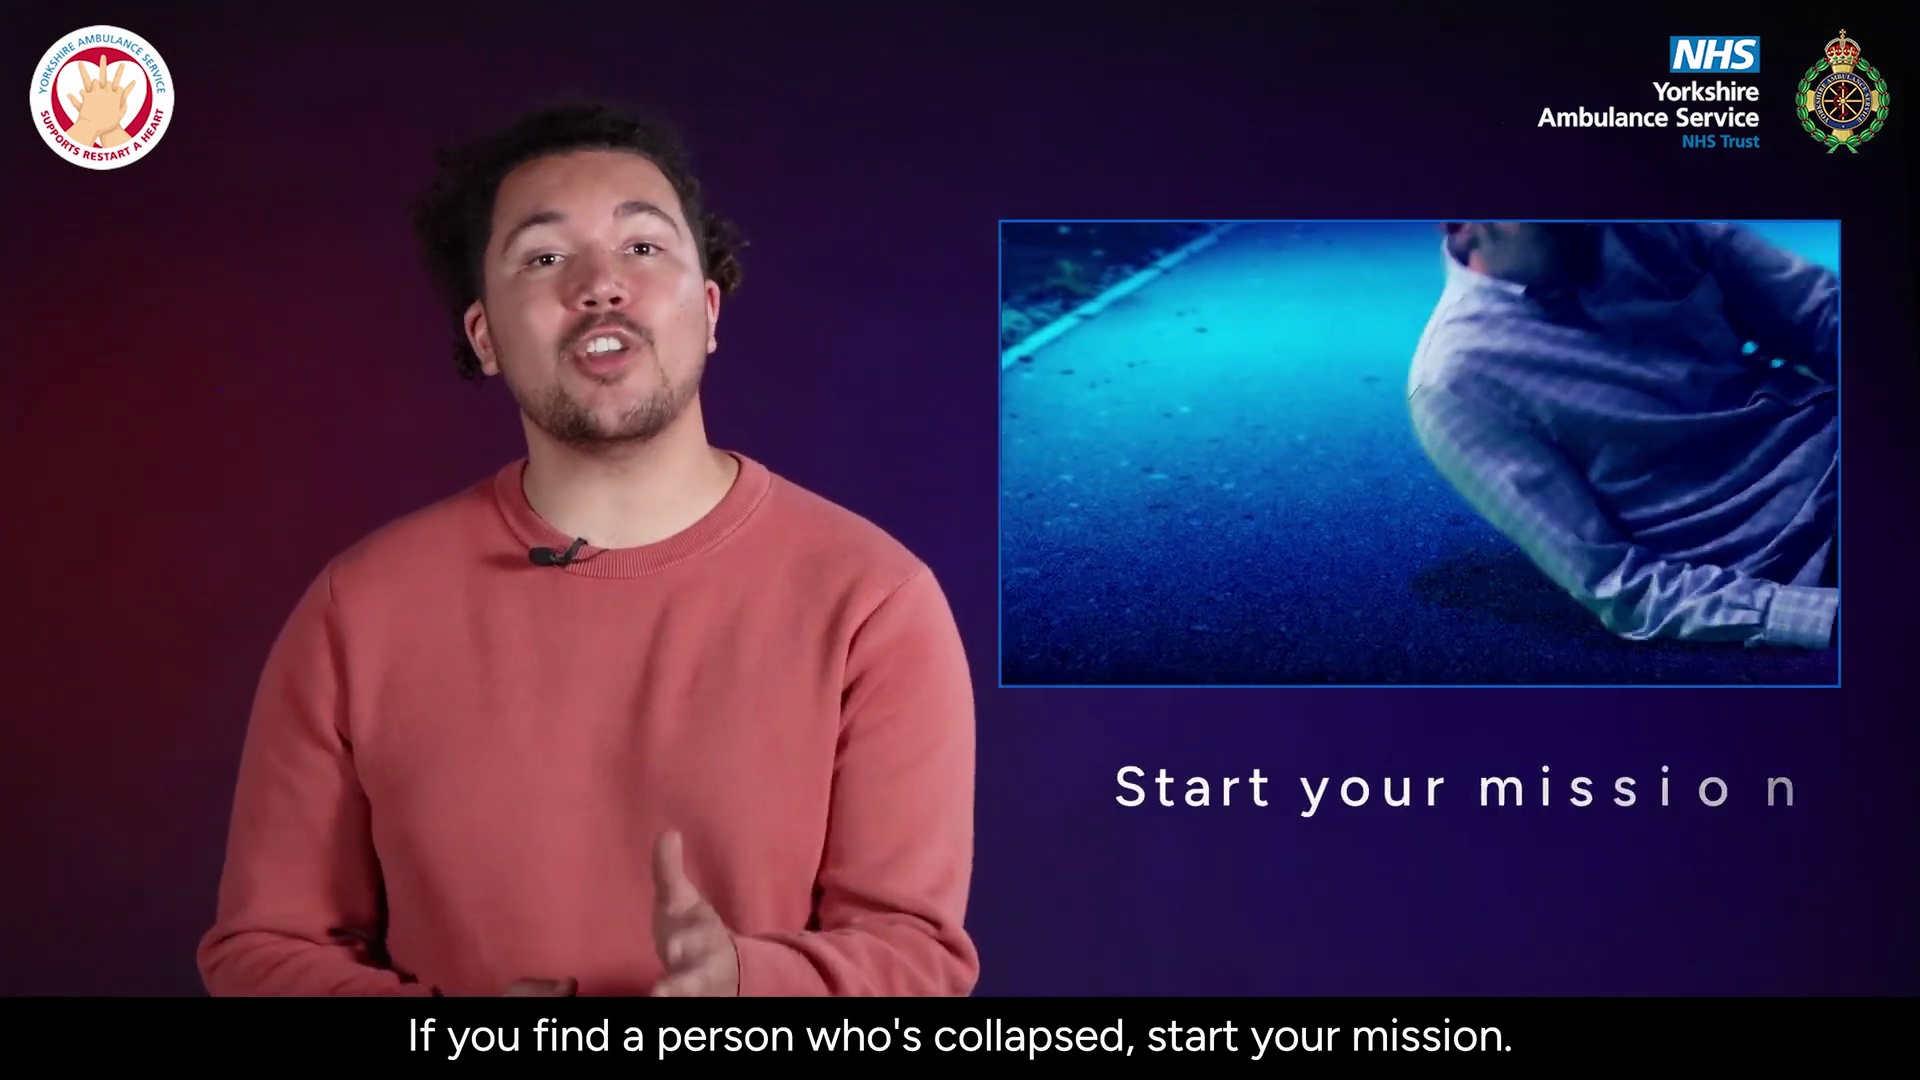 YORKSHIRE AMBULANCE SERVICE
SUPPORTS RESTART A HEART
NHS
Yorkshire
Ambulance Service
NHS Trust
Start your mission
If you find a person who's collapsed, start your mission.